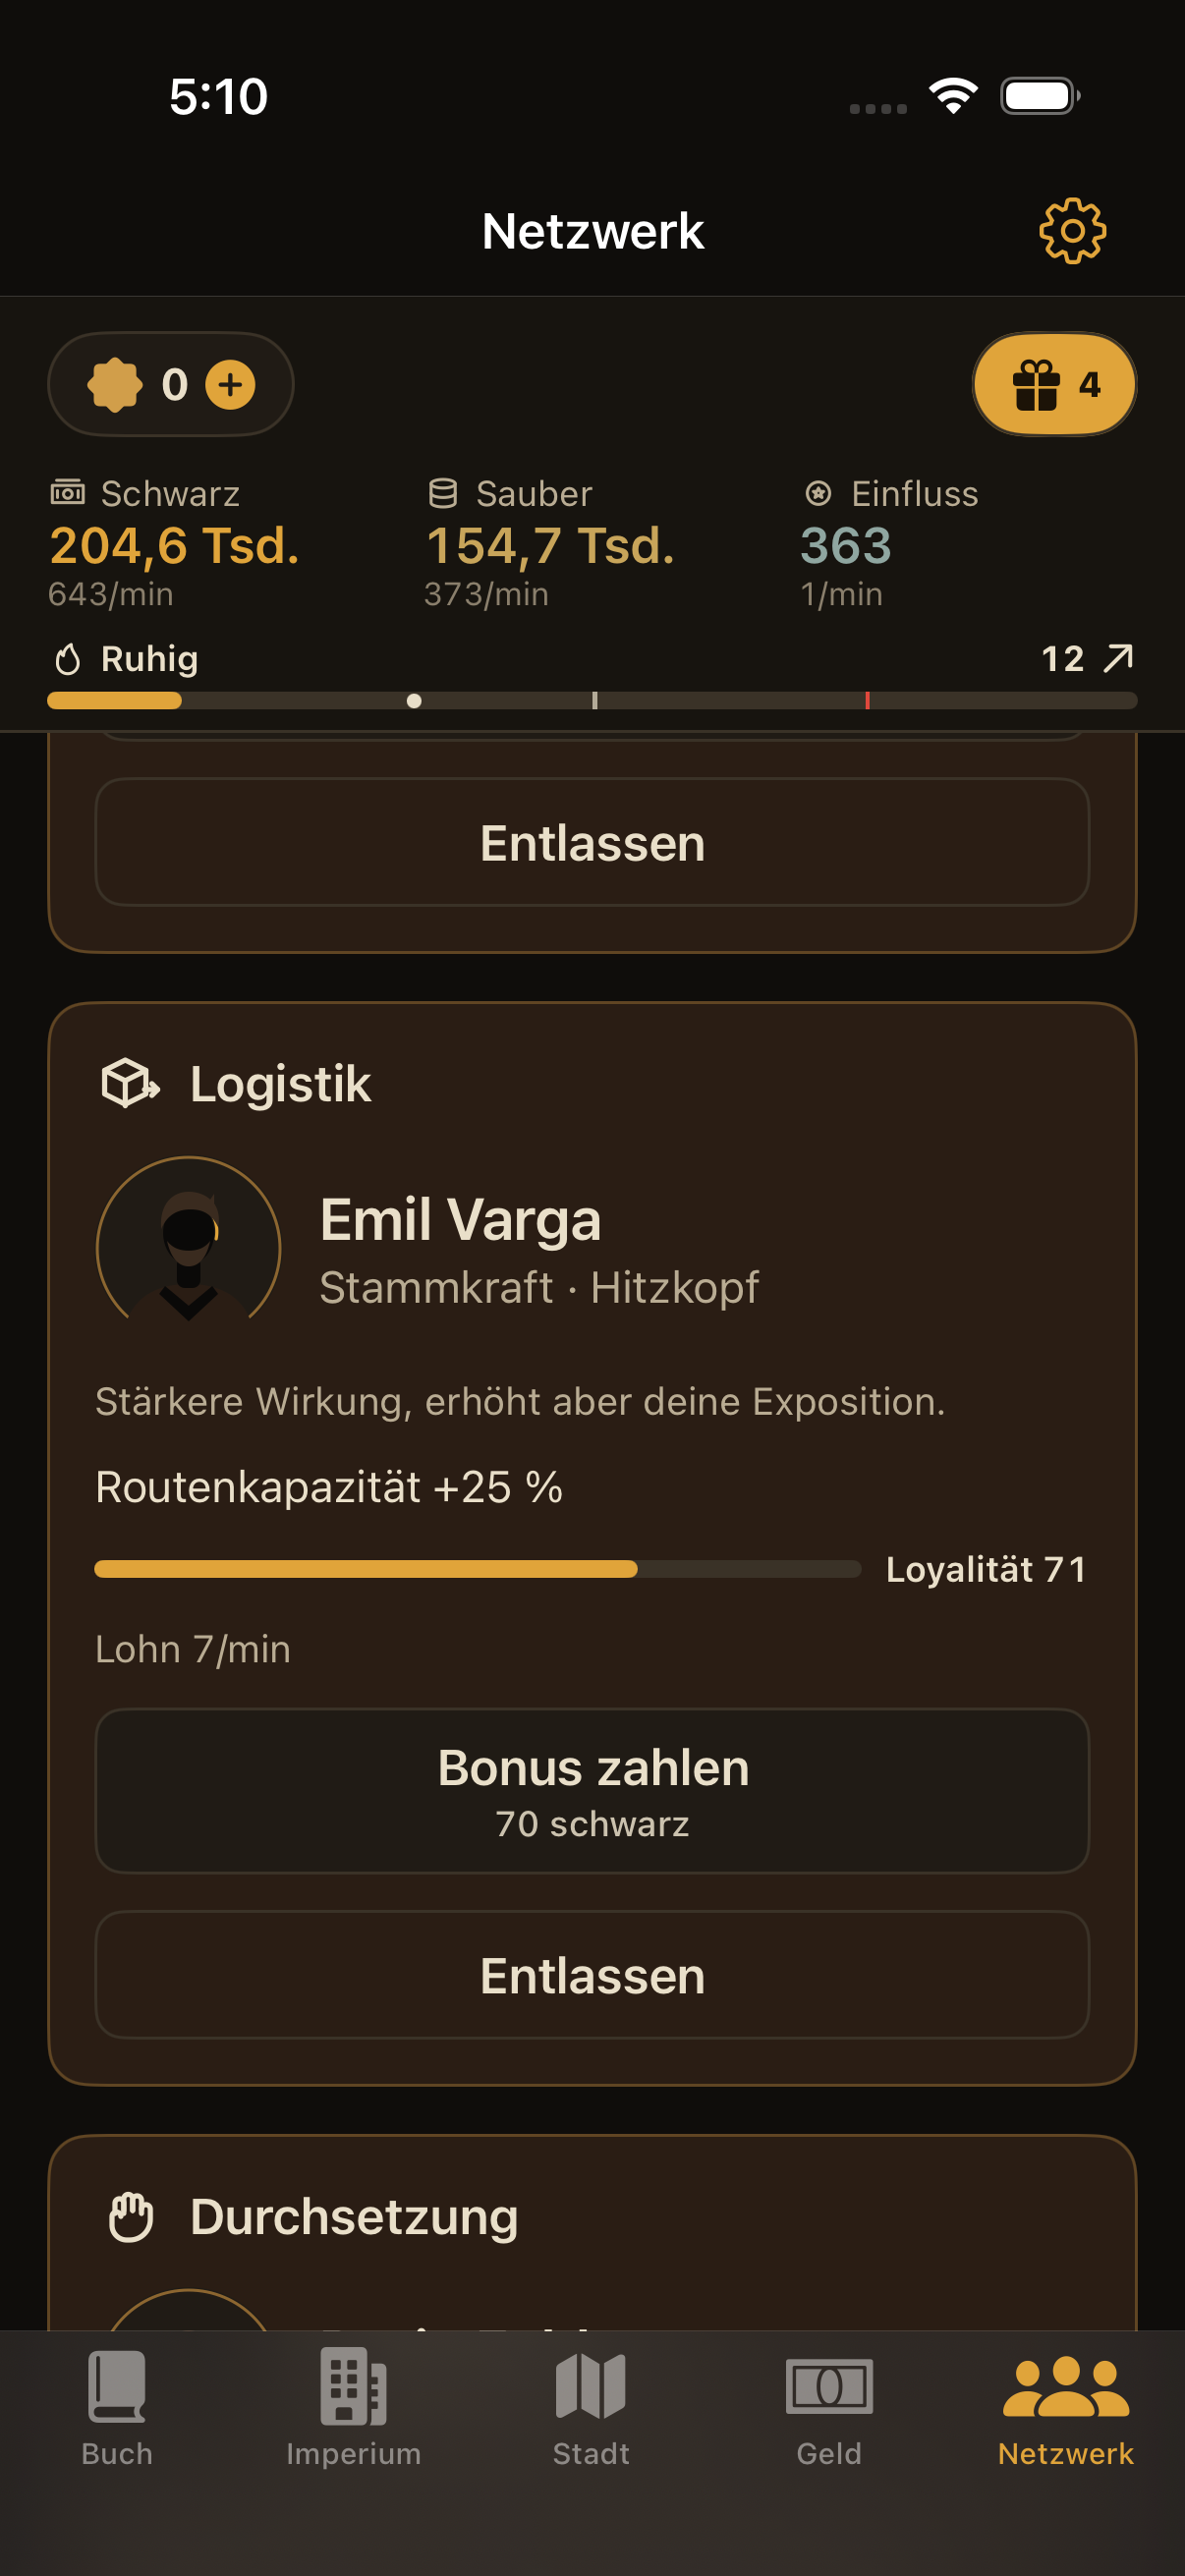 5:10
Netzwerk
0
4
Schwarz
Sauber
Einfluss
204,6 Tsd.
154,7 Tsd.
363
643/min
373/min
1/min
Ruhig
12
Entlassen
Logistik
Emil Varga
Stammkraft · Hitzkopf
Stärkere Wirkung, erhöht aber deine Exposition.
Routenkapazität +25 %
Loyalität 71
Lohn 7/min
Bonus zahlen
70 schwarz
Entlassen
Durchsetzung
Buch
Imperium
Stadt
Geld
Netzwerk